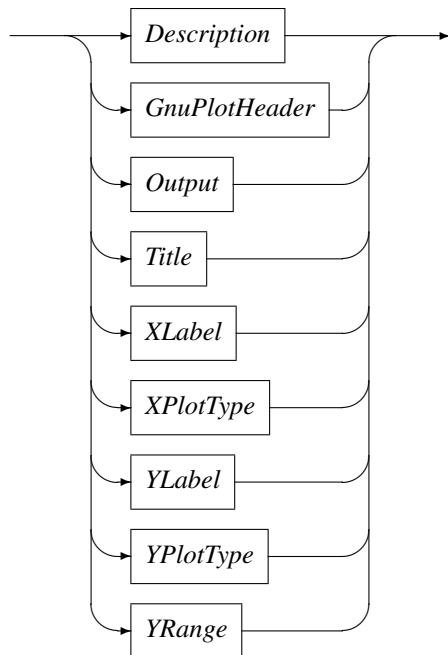 Description
GnuPlotHeader
Output
Title
XLabel
XPlotType
YLabel
YPlotType
YRange